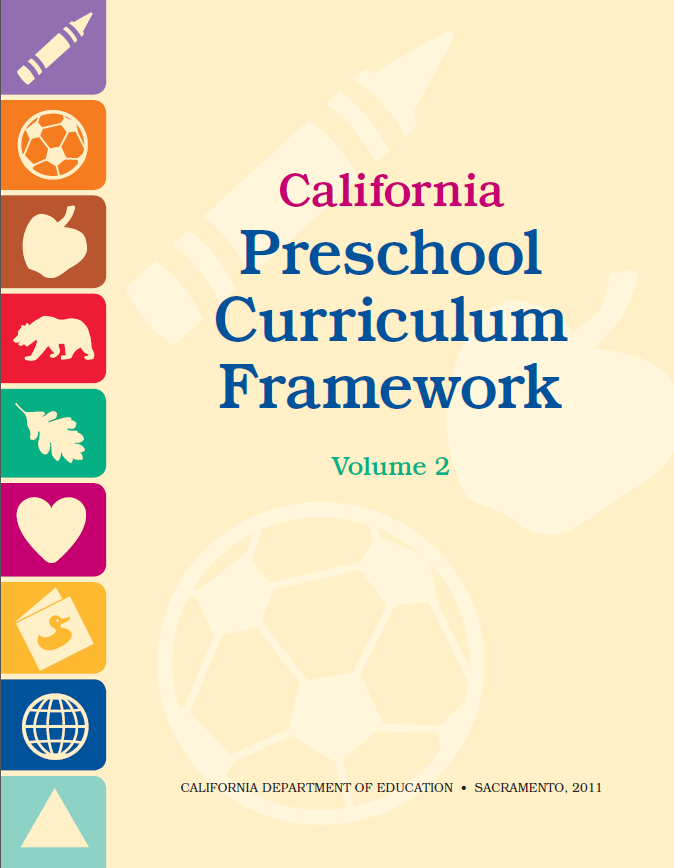 California
Preschool
Curriculum
Framework
Volume 2
CALIFORNIA DEPARTMENT OF EDUCATION • SACRAMENTO, 2011